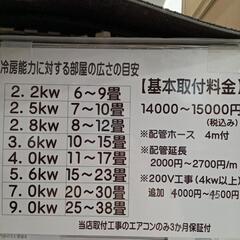 冷房能力に対する部屋の広さの目安
2.2kw 6～9畳
2.5kw 7～10畳
2.8kw 8～12畳
3.6kw 10～15畳
4.0kw 11～17畳
5.6kw 15～23畳
7.0kw 20～30畳
9.0kw 25～38畳
【基本取付料金】
14000～15000円
(税込み)
※配管ホース 4m付
※配管延長
2000円～2700/m
※200V工事(4kw以上)
追加 4000円～4500円
当店取付工事のエアコンのみ3か月保証付